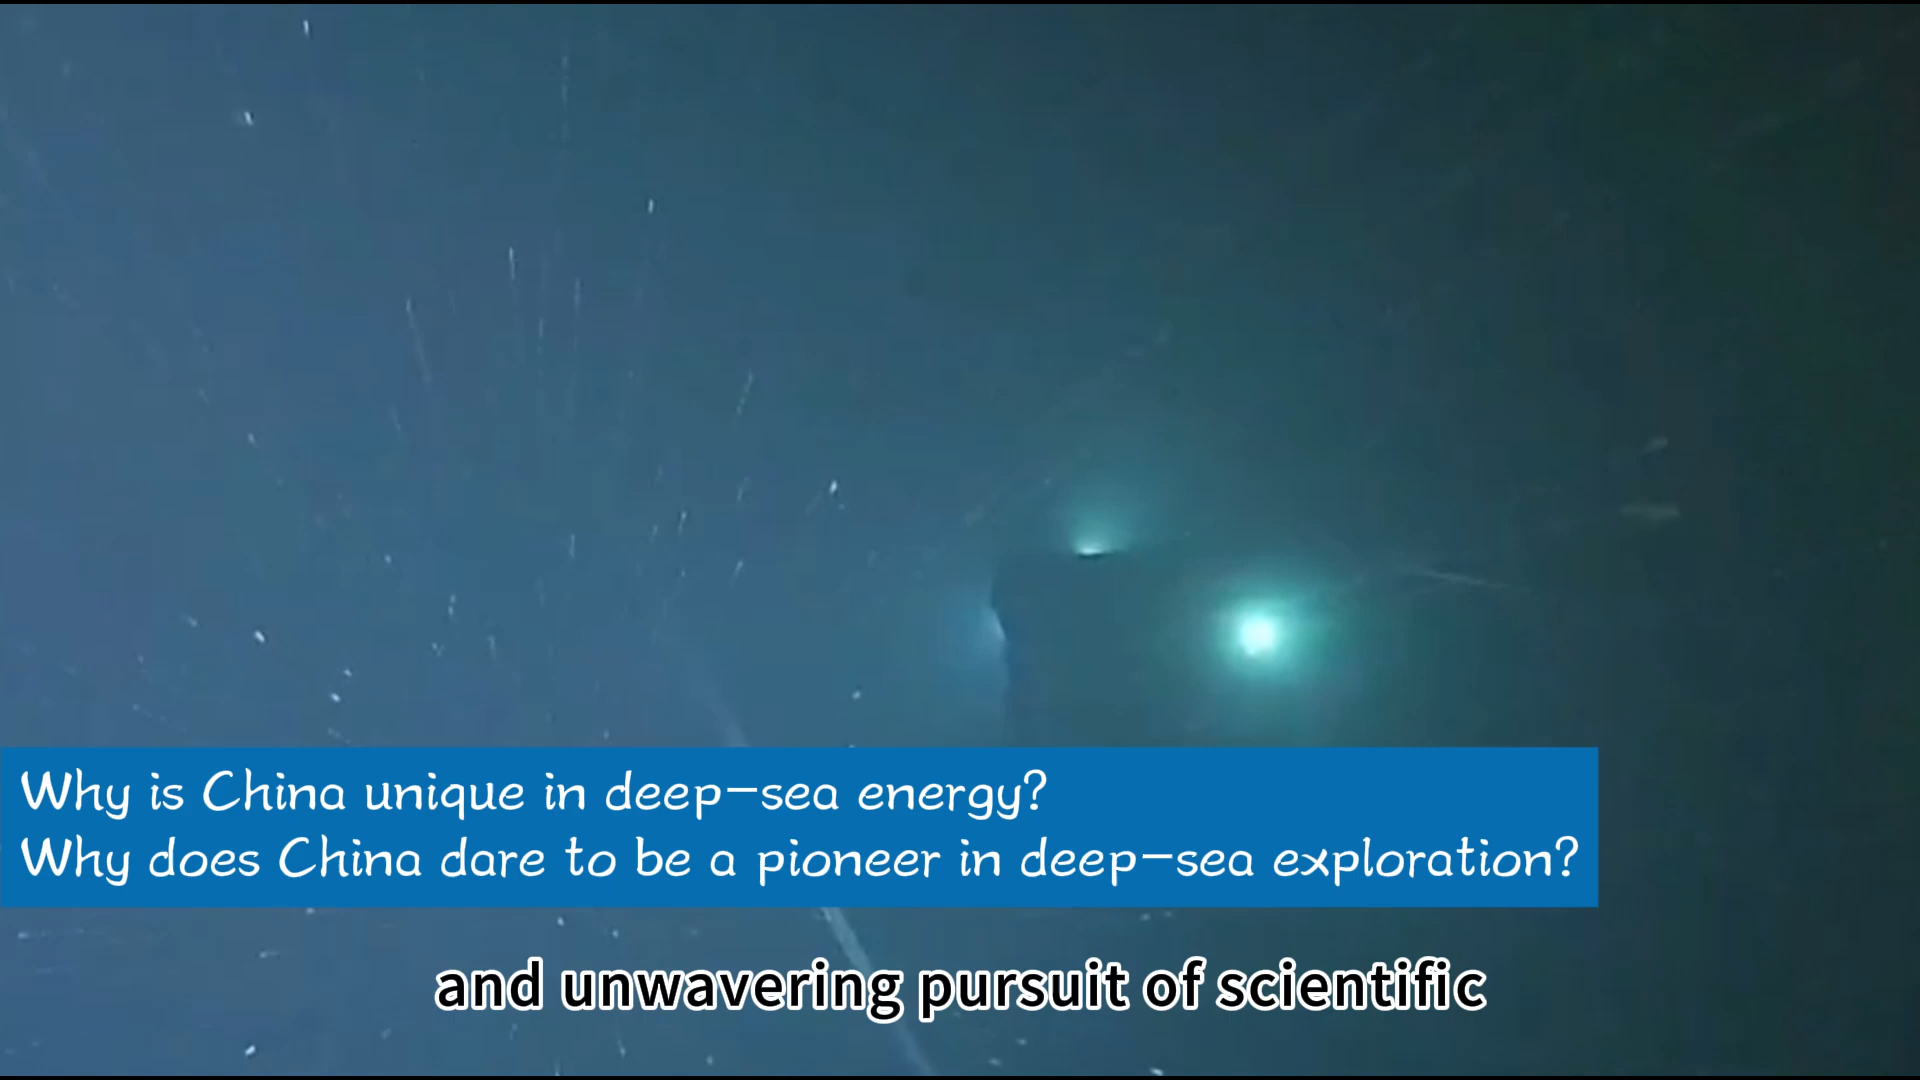 Why is China unique in deep-sea energy?
Why does China dare to be a pioneer in deep-sea exploration?
and unwavering pursuit of scientific